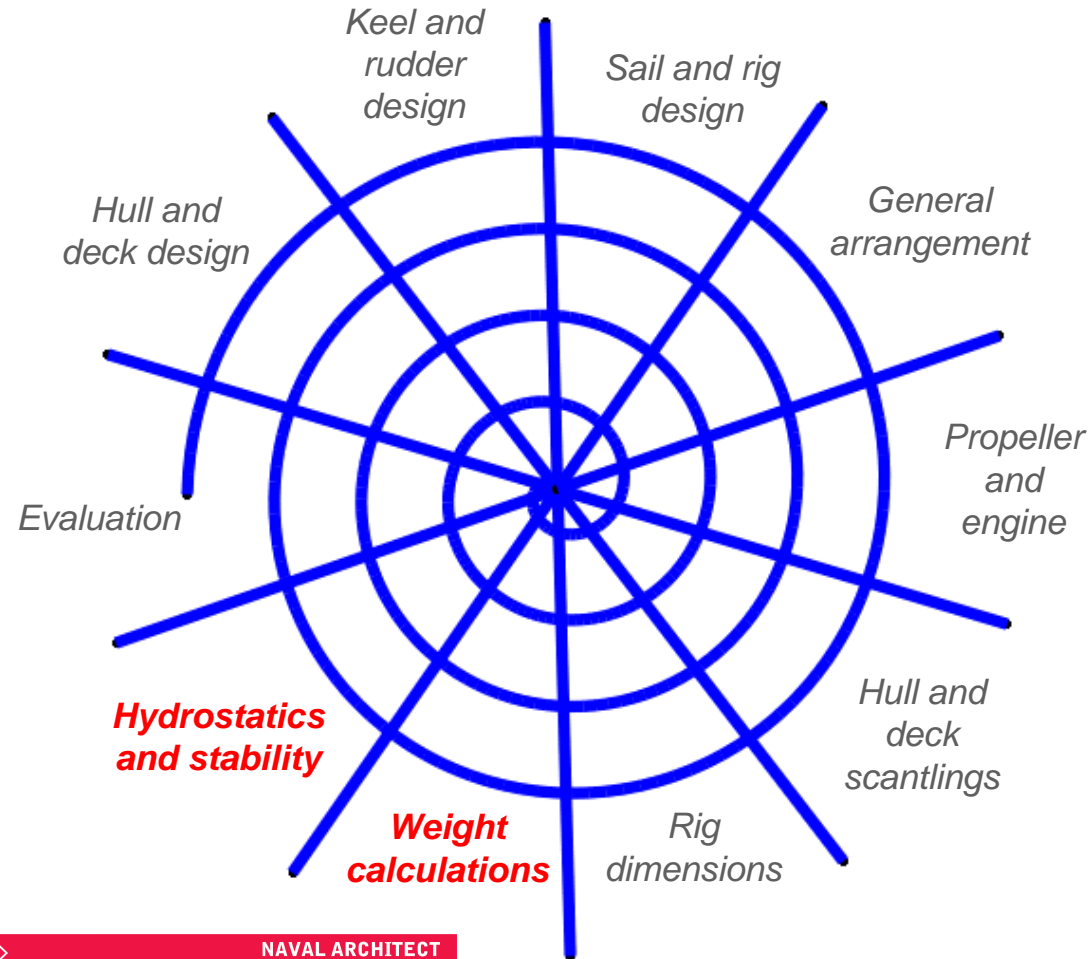 Keel and
rudder
design
Sail and rig
design
General
arrangement
Propeller
and
engine
Hull and
deck
scantlings
Rig
dimensions
Weight
calculations
Hydrostatics
and stability
Evaluation
Hull and
deck design
NAVAL ARCHITECT